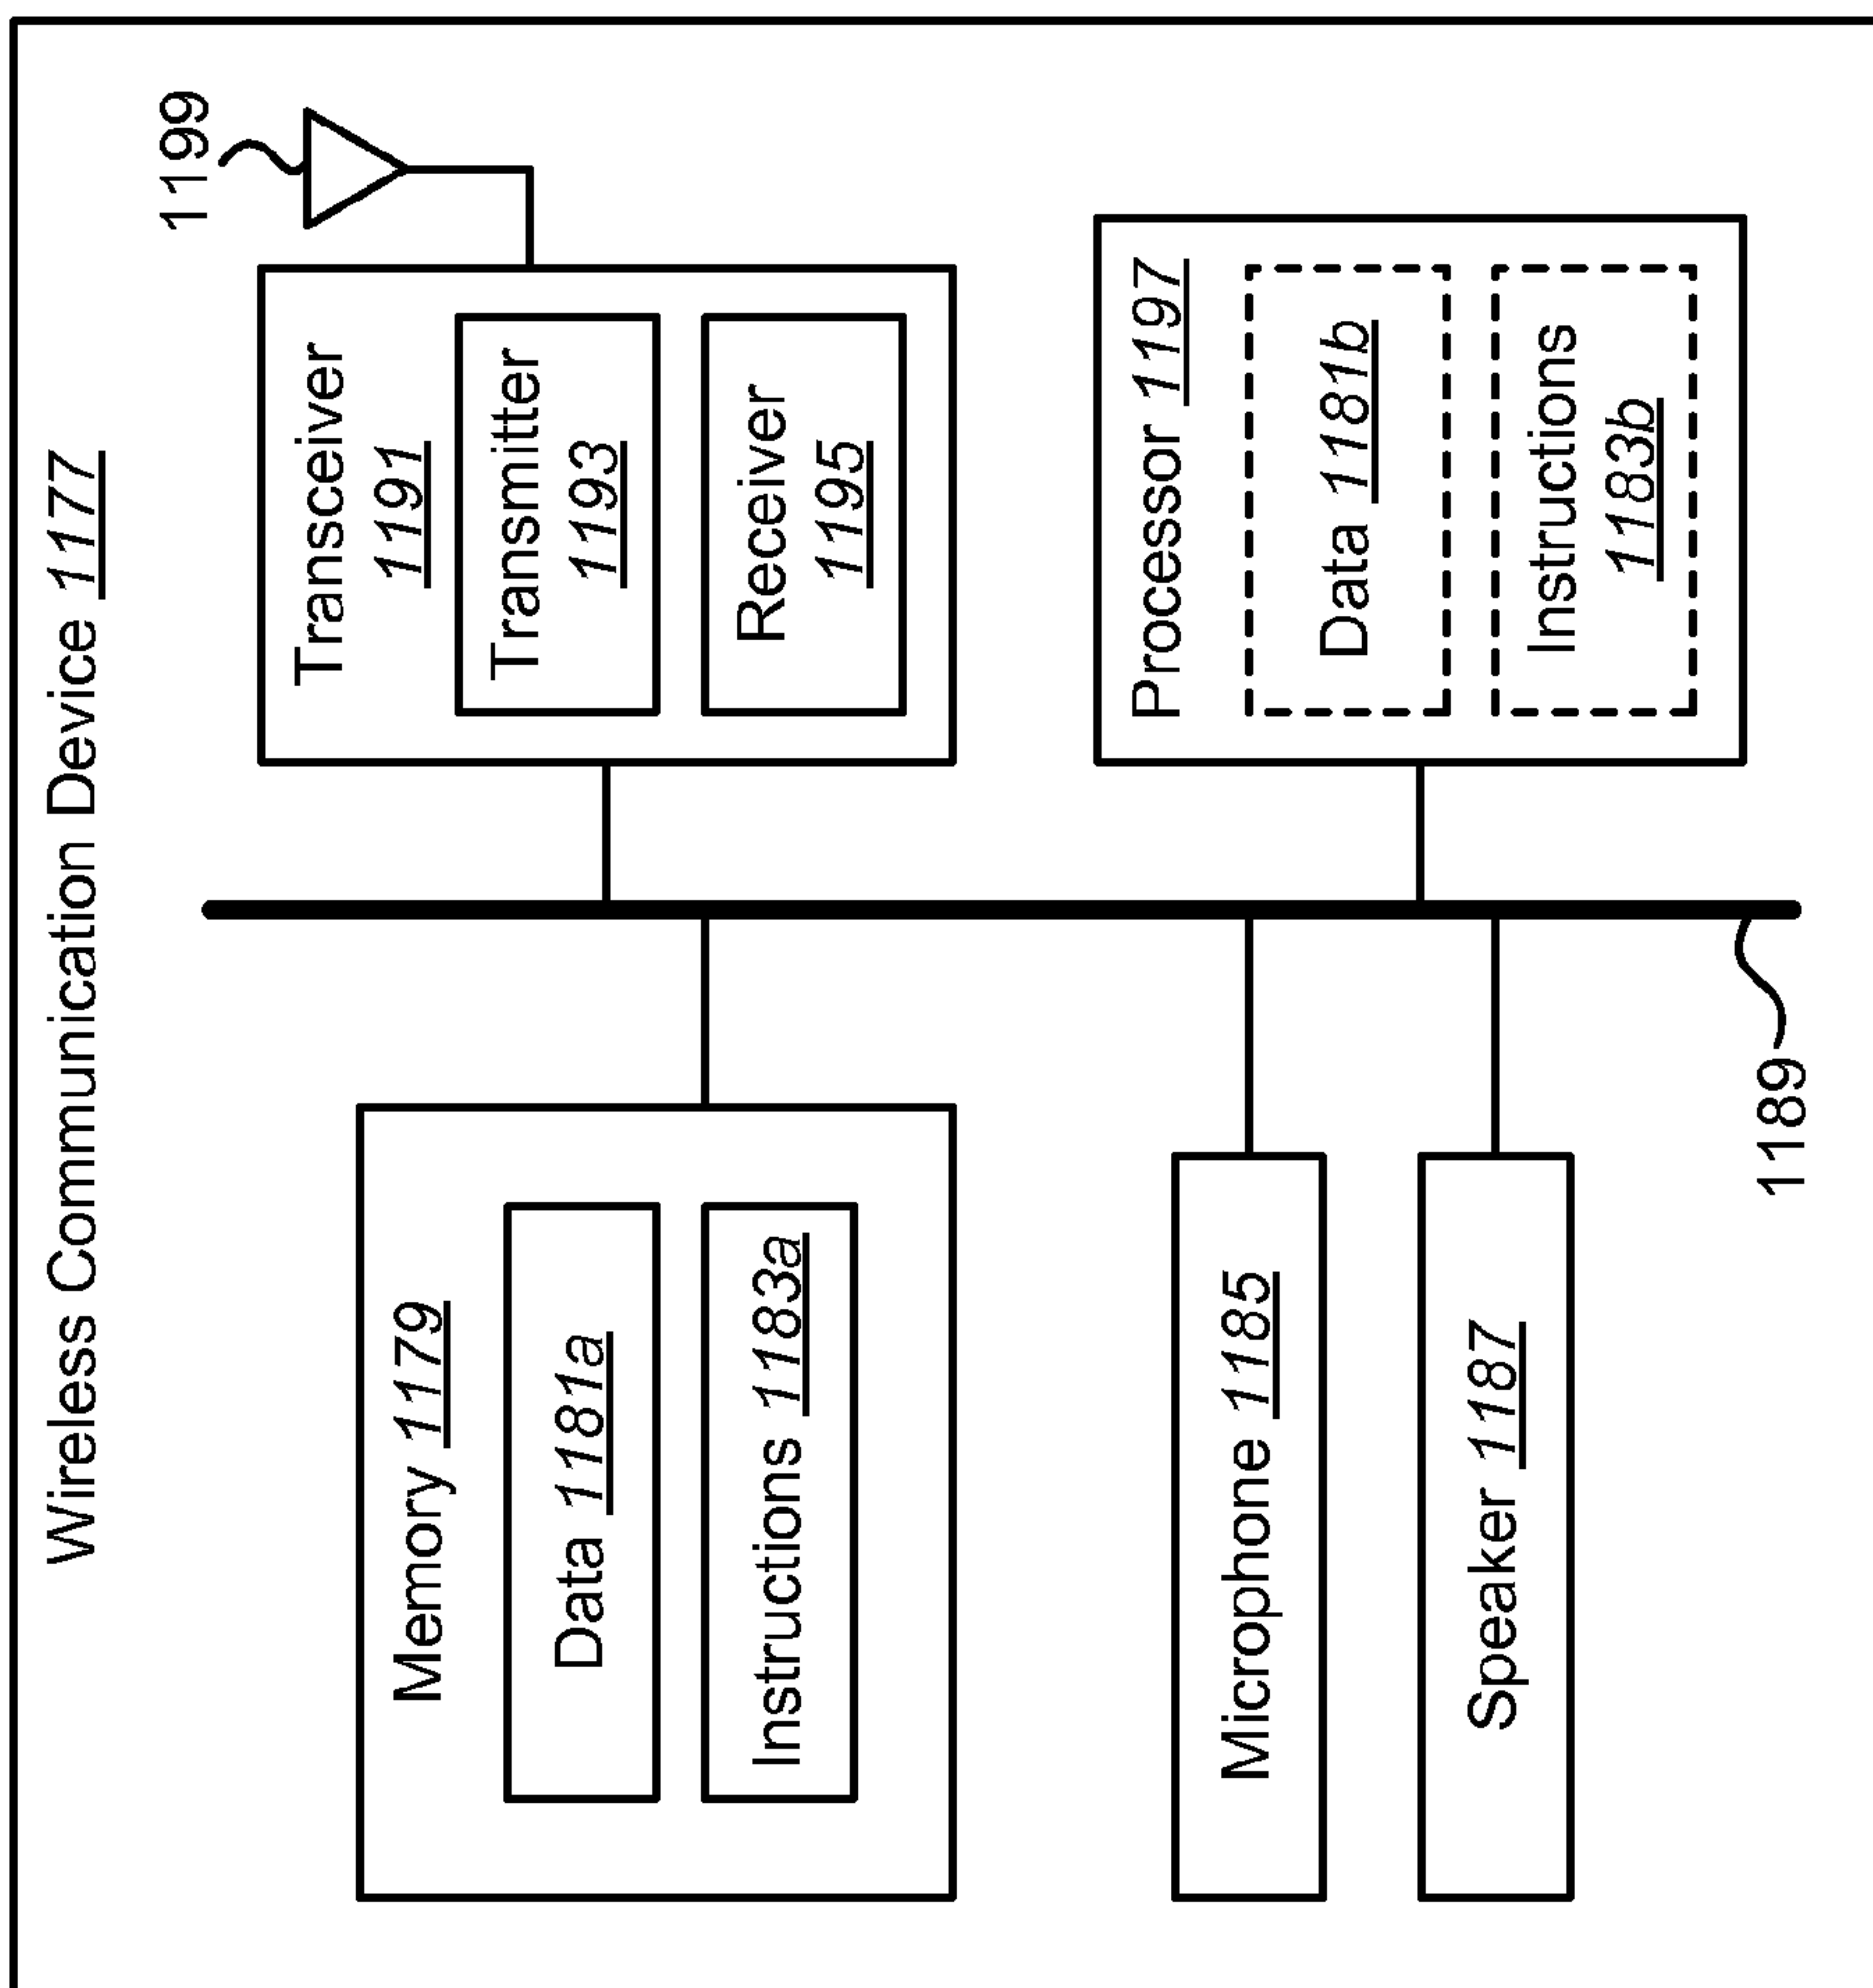 Wireless Communication Device 1177
Memory 1179
Data 1181a
Instructions 1183a
Microphone 1185
Speaker 1187
1189
1199
Transceiver
1191
Transmitter
1193
Receiver
1195
Processor 1197
Data 1181b
Instructions
1183b